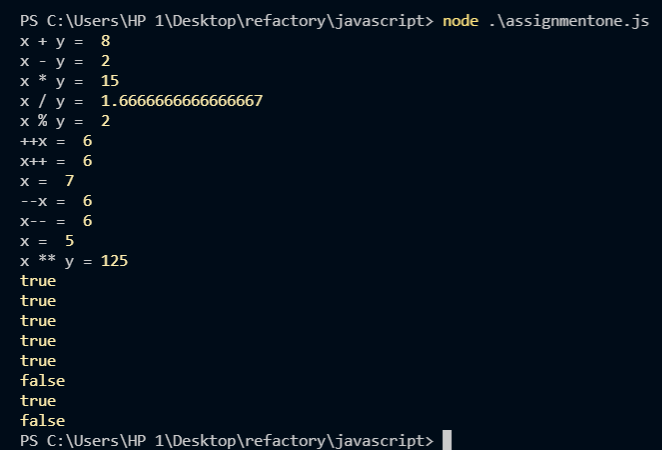 PS C:\Users\HP 1\Desktop\refactory\javascript> node .\assignmentone.js
x + y =  8
x - y =  2
x * y =  15
x / y =  1.6666666666666667
x % y =  2
++x =  6
x++ =  6
x =  7
--x =  6
x-- =  6
x =  5
x ** y = 125
true
true
true
true
true
false
true
false
PS C:\Users\HP 1\Desktop\refactory\javascript>